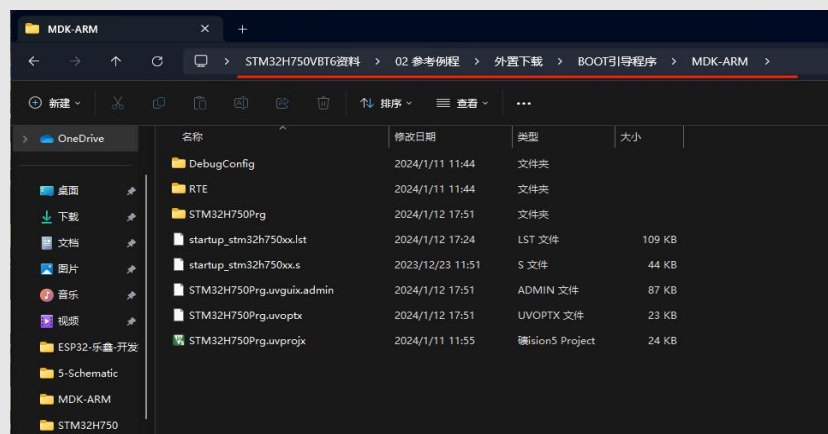 MDK-ARM
STM32H750VBT6资料 > 02 参考例程 > 外置下载 > BOOT引导程序 > MDK-ARM >
新建 排序 查看
OneDrive
桌面
下载
文档
图片
音乐
视频
ESP32-乐鑫-开发
5-Schematic
MDK-ARM
STM32H750
名称 修改日期 类型 大小
DebugConfig 2024/1/11 11:44 文件夹
RTE 2024/1/11 11:44 文件夹
STM32H750Prg 2024/1/12 17:51 文件夹
startup_stm32h750xx.lst 2024/1/12 17:24 LST 文件 109 KB
startup_stm32h750xx.s 2023/12/23 11:51 S 文件 44 KB
STM32H750Prg.uvguix.admin 2024/1/12 17:51 ADMIN 文件 87 KB
STM32H750Prg.uvoptx 2024/1/12 17:51 UVOPTX 文件 23 KB
STM32H750Prg.uvprojx 2024/1/11 11:55 礦ision5 Project 24 KB